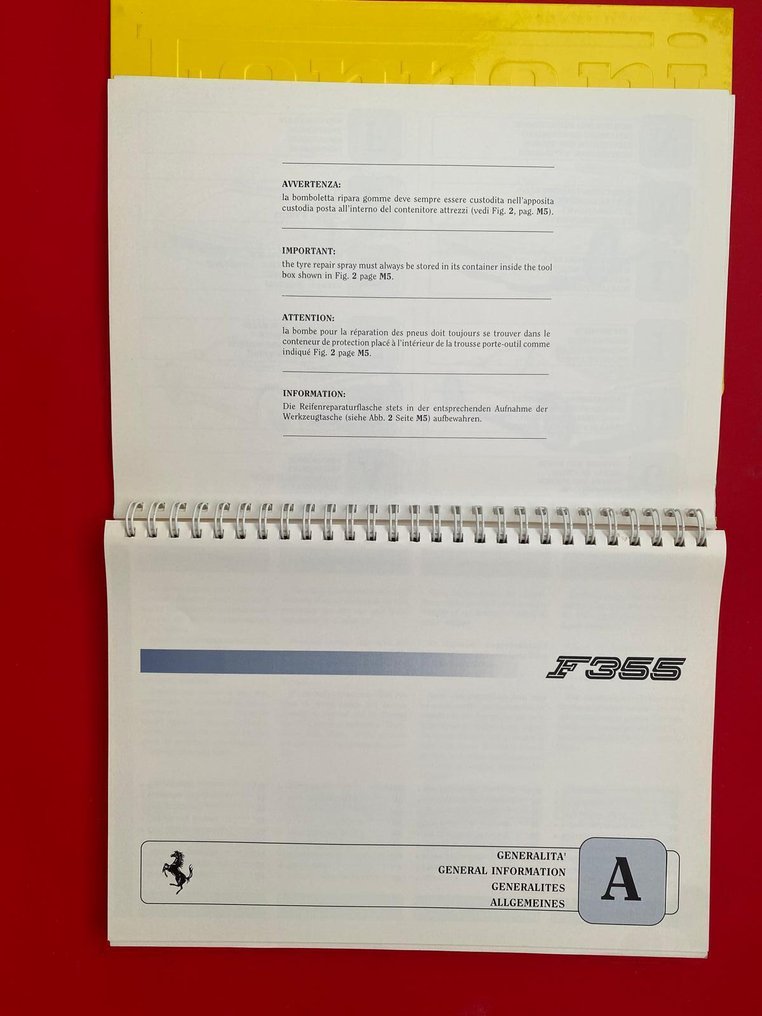 Ferrari
AVVERTENZA:
la bomboletta ripara gomme deve sempre essere custodita nell'apposita
custodia posta all'interno del contenitore attrezzi (vedi Fig. 2, pag. M5).
IMPORTANT:
the tyre repair spray must always be stored in its container inside the tool
box shown in Fig. 2 page M5.
ATTENTION:
la bombe pour la réparation des pneus doit toujours se trouver dans le
conteneur de protection placé à l'intérieur de la trousse porte-outil comme
indiqué Fig. 2 page M5.
INFORMATION:
Die Reifenreparaturflasche stets in der entsprechenden Aufnahme der
Werkzeugtasche (siehe Abb. 2 Seite M5) aufbewahren.
F355
GENERALITA'
GENERAL INFORMATION
GENERALITES
ALLGEMEINES
A